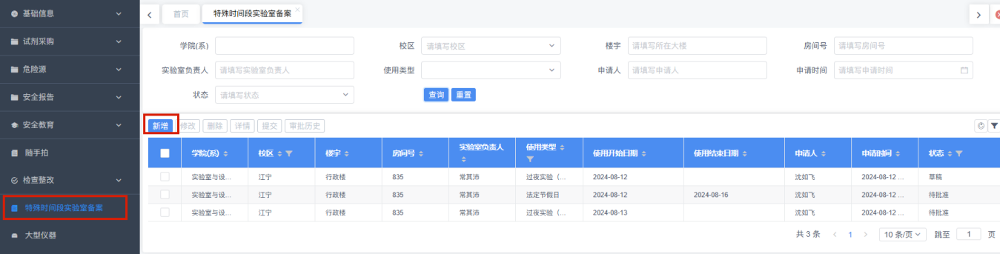 基础信息
试剂采购
危险源
安全报告
安全教育
随手拍
检查整改
特殊时间段实验室备案
大型仪器
首页 特殊时间段实验室备案
学院(系) 校区 请填写校区 楼宇 请填写所在大楼 房间号 请填写房间号
实验室负责人 请填写实验室负责人 使用类型 申请人 请填写申请人 申请时间 请填写申请时间
状态 请填写状态 查询 重置
新增 修改 删除 详情 提交 审批历史
学院(系) 校区 楼宇 房间号 实验室负责人 使用类型 使用开始日期 使用结束日期 申请人 申请时间 状态
实验室与设... 江宁 行政楼 835 常其沛 过夜实验（... 2024-08-12 沈如飞 2024-08-12 ... 草稿
实验室与设... 江宁 行政楼 835 常其沛 法定节假日 2024-08-12 2024-08-16 沈如飞 2024-08-12 ... 待批准
实验室与设... 江宁 行政楼 835 常其沛 过夜实验（... 2024-08-13 沈如飞 2024-08-12 ... 待批准
共 3 条 1 10 条/页 跳至 1 页